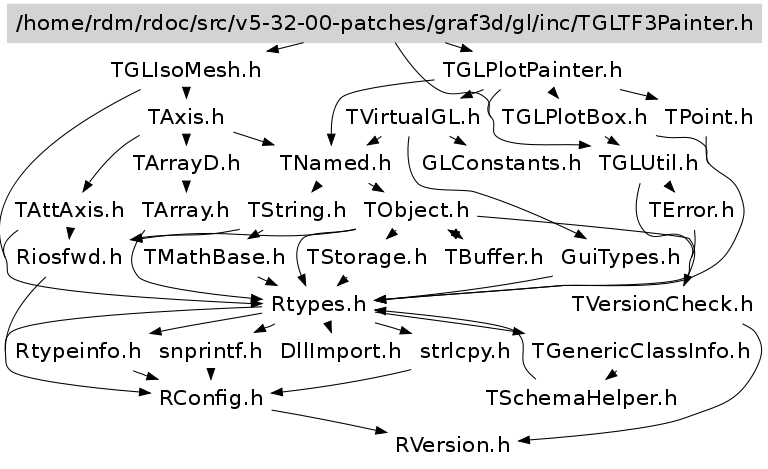 /home/rdm/rdoc/src/v5-32-00-patches/graf3d/gl/inc/TGLTF3Painter.h
TGLIsoMesh.h TGLPlotPainter.h
TAxis.h TVirtualGL.h TGLPlotBox.h TPoint.h
TArrayD.h TNamed.h GLConstants.h TGLUtil.h
TAttAxis.h TArray.h TString.h TObject.h TError.h
Riosfwd.h TMathBase.h TStorage.h TBuffer.h GuiTypes.h
Rtypes.h TVersionCheck.h
Rtypeinfo.h snprintf.h DllImport.h strlcpy.h TGenericClassInfo.h
RConfig.h TSchemaHelper.h
RVersion.h